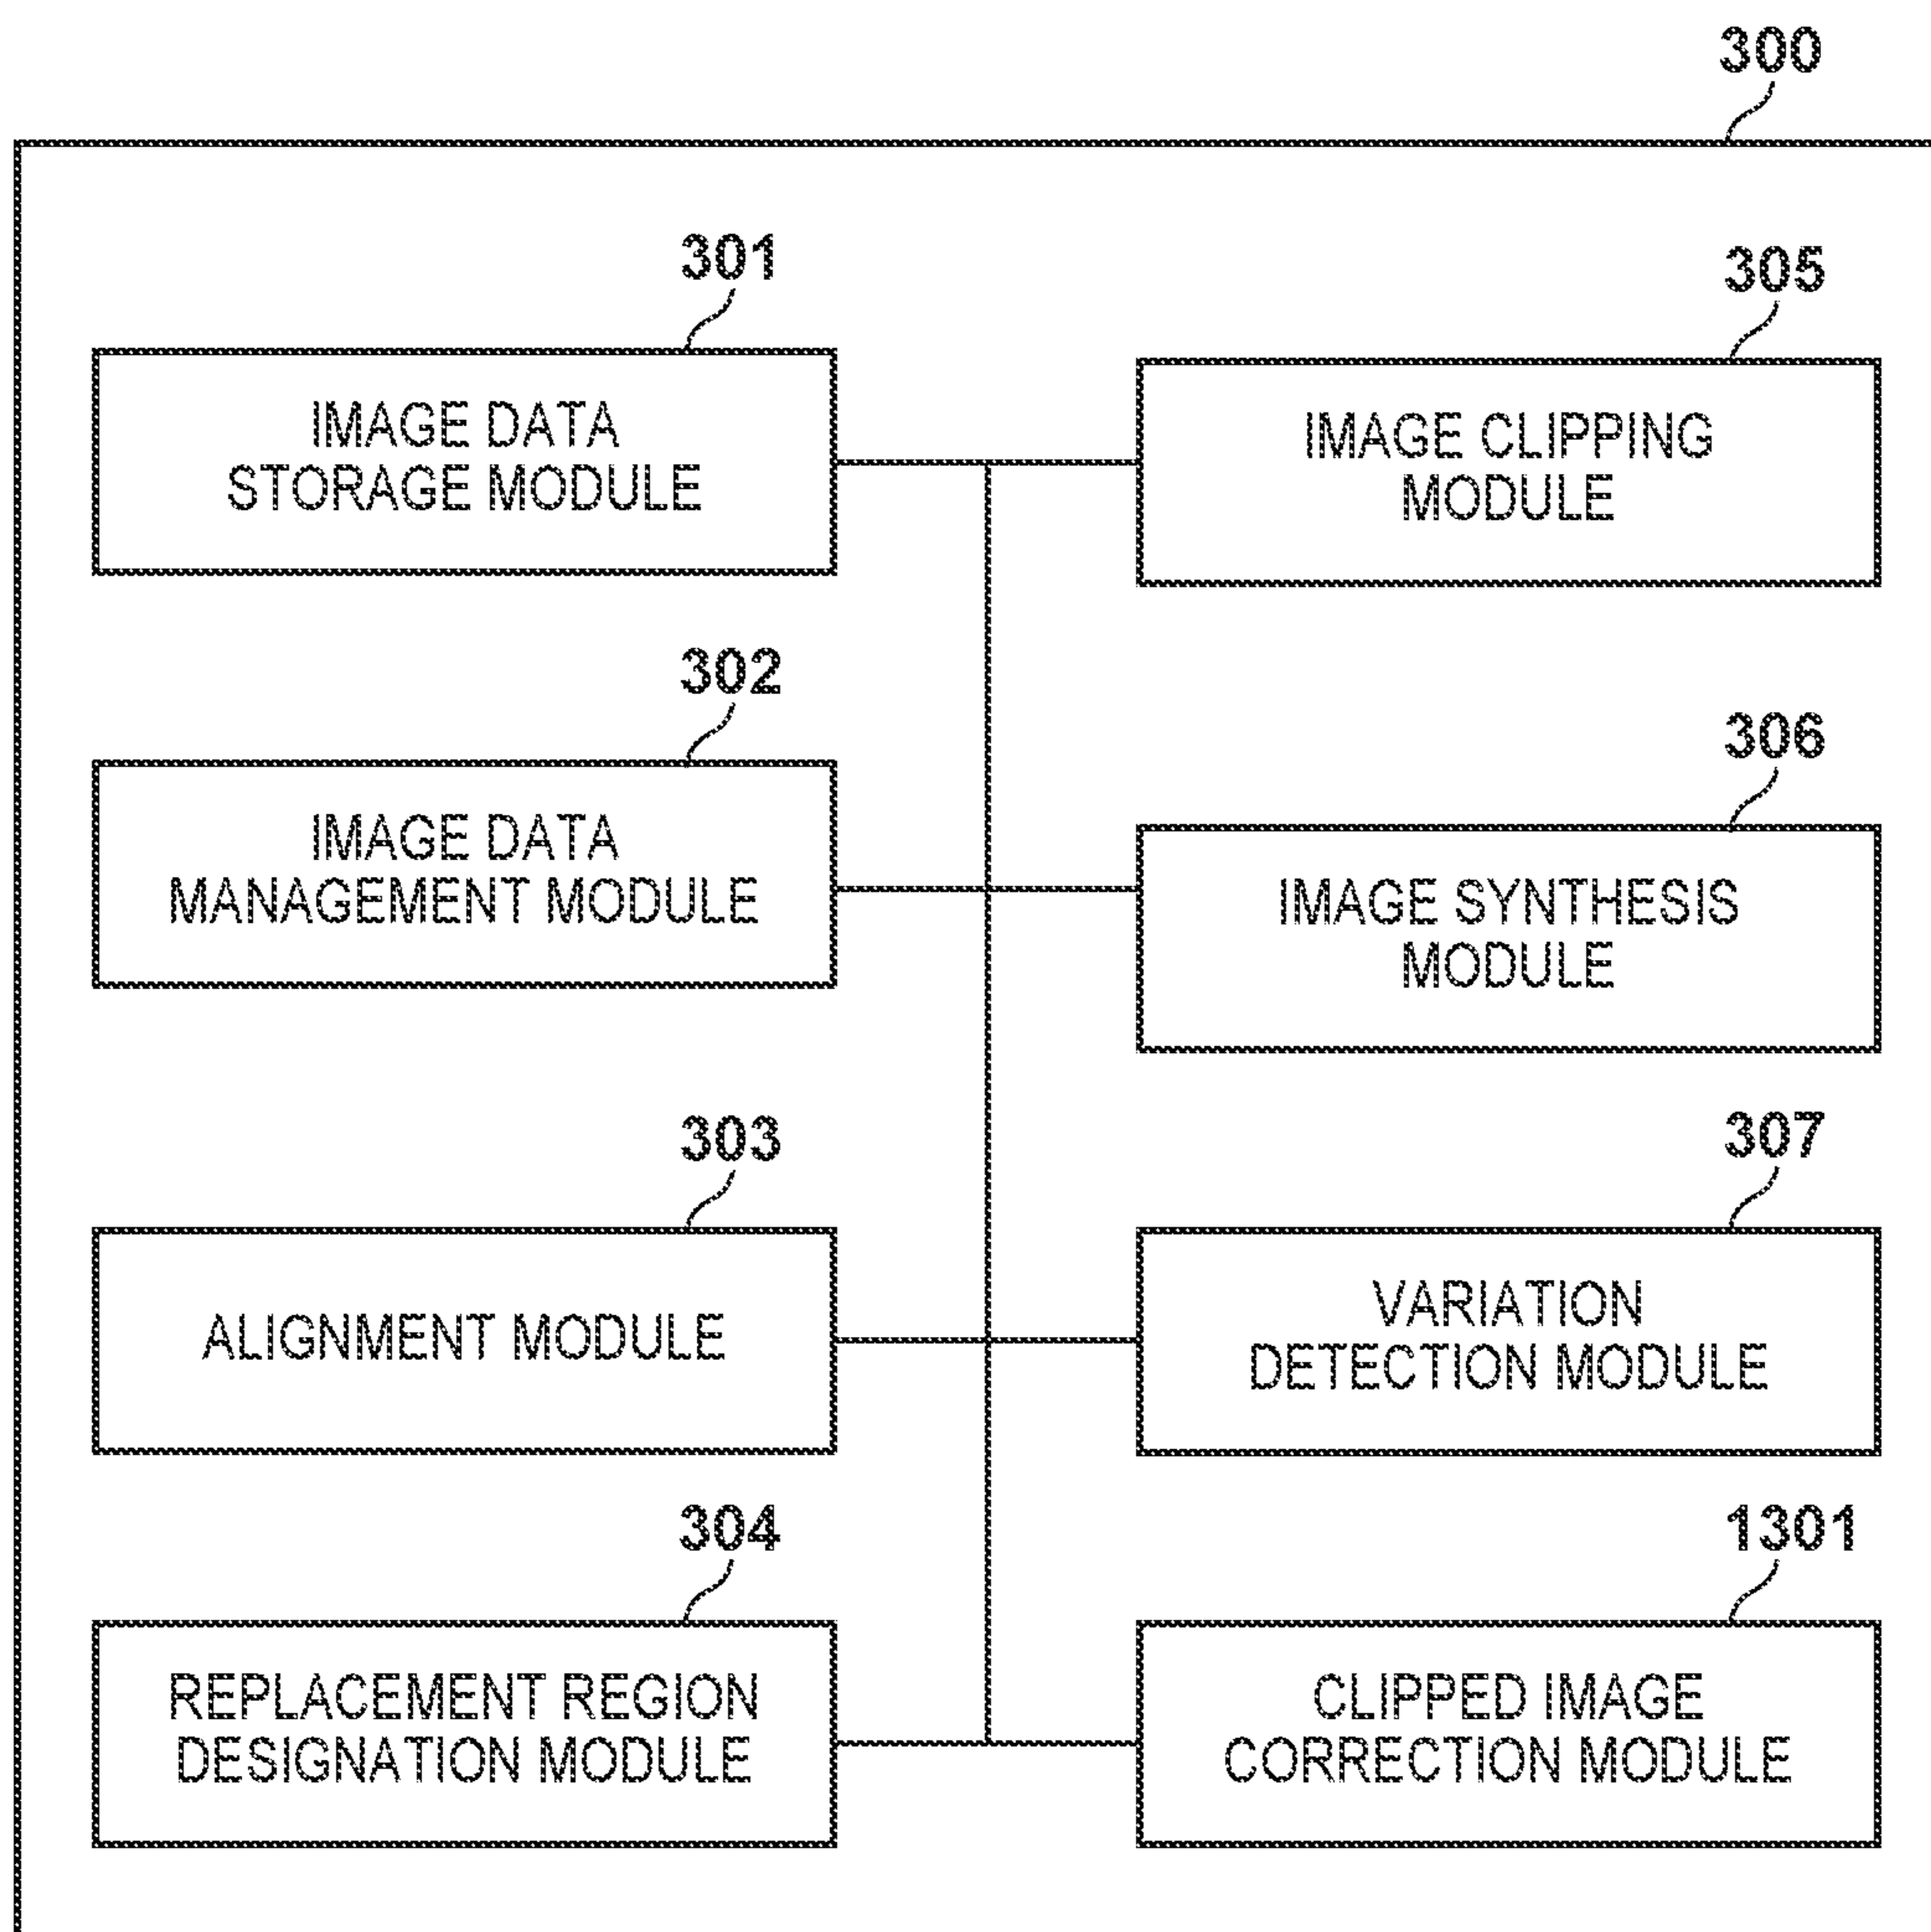 300
301
IMAGE DATA
STORAGE MODULE
305
IMAGE CLIPPING
MODULE
302
IMAGE DATA
MANAGEMENT MODULE
306
IMAGE SYNTHESIS
MODULE
303
ALIGNMENT MODULE
307
VARIATION
DETECTION MODULE
304
REPLACEMENT REGION
DESIGNATION MODULE
1301
CLIPPED IMAGE
CORRECTION MODULE